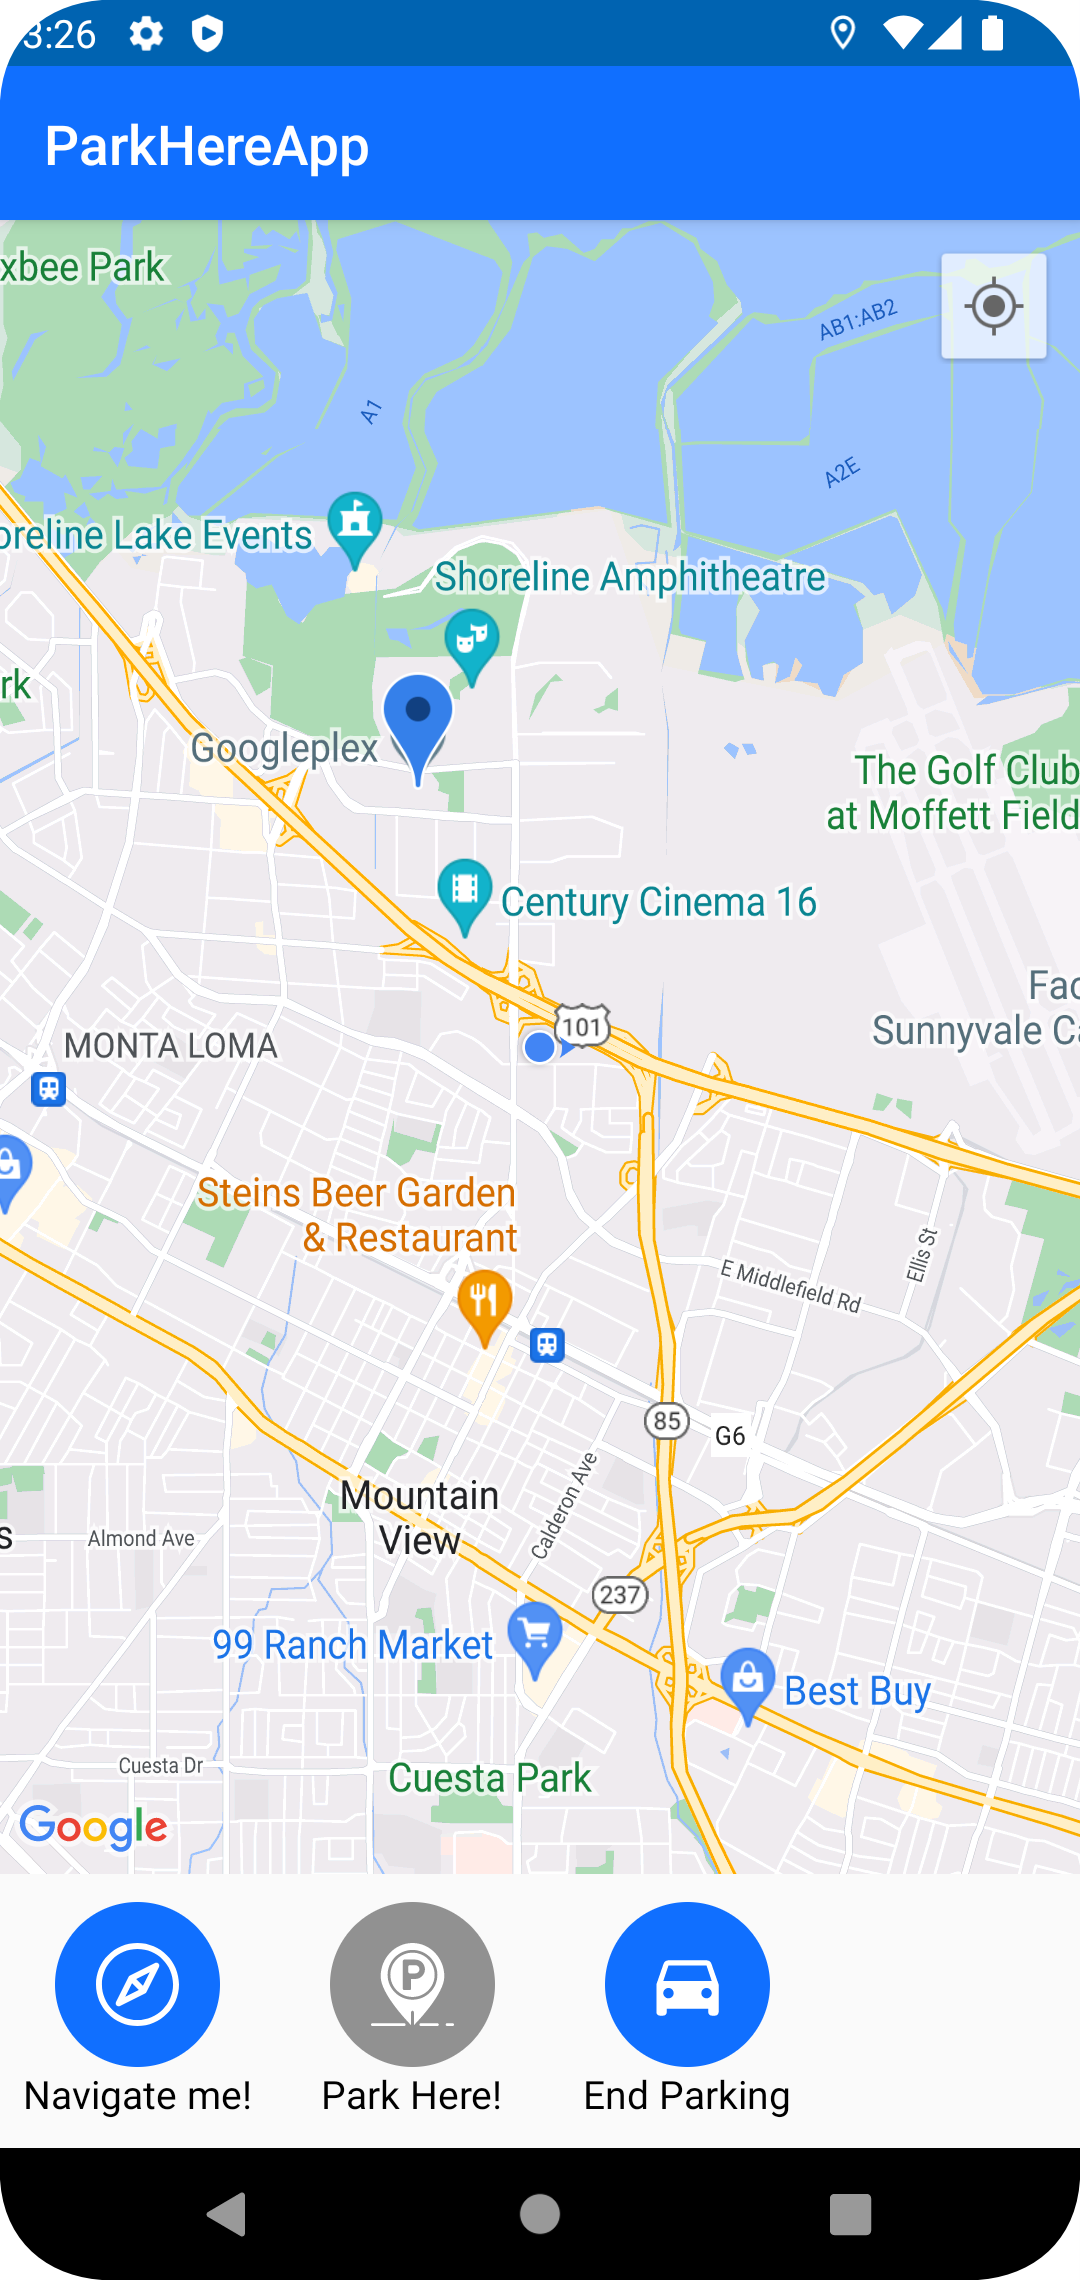 3:26
ParkHereApp
xbee Park
AB1:AB2
A1
A2E
oreline Lake Events
Shoreline Amphitheatre
rk
Googleplex
The Golf Club
at Moffett Field
Century Cinema 16
Fac
Sunnyvale Ca
101
MONTA LOMA
Steins Beer Garden
& Restaurant
Ellis St
E Middlefield Rd
85
G6
Mountain
View
Calderon Ave
s
Almond Ave
237
99 Ranch Market
Best Buy
Cuesta Dr
Cuesta Park
Google
P
Navigate me!
Park Here!
End Parking